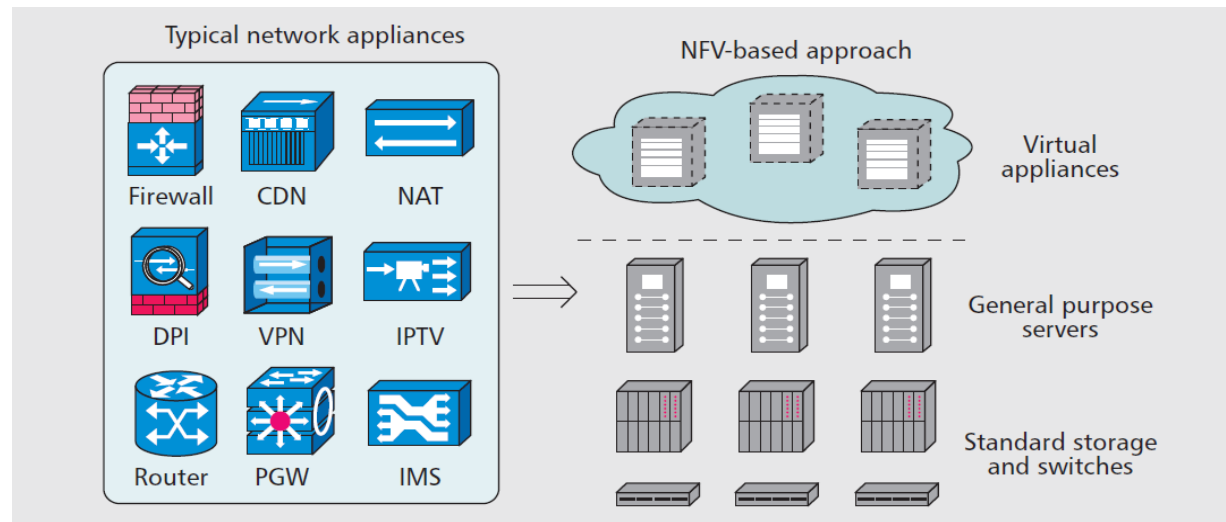 Typical network appliances
Firewall
CDN
NAT
DPI
VPN
IPTV
Router
PGW
IMS
NFV-based approach
Virtual
appliances
General purpose
servers
Standard storage
and switches